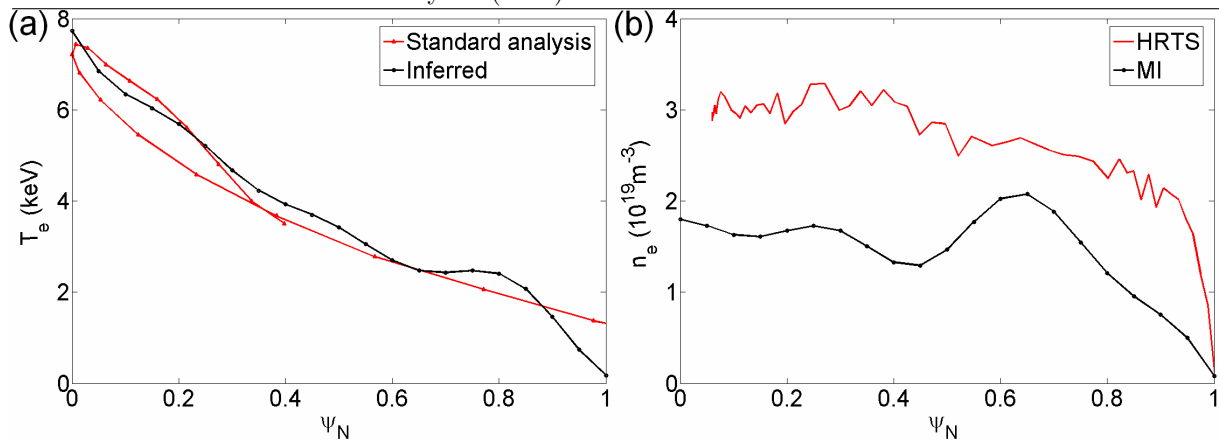 (a)
8
6
4
2
0
T_e (keV)
Standard analysis
Inferred
0 0.2 0.4 0.6 0.8 1
Ψ_N
(b)
4
3
2
1
0
n_e (10^19 m^-3)
HRTS
MI
0 0.2 0.4 0.6 0.8 1
Ψ_N